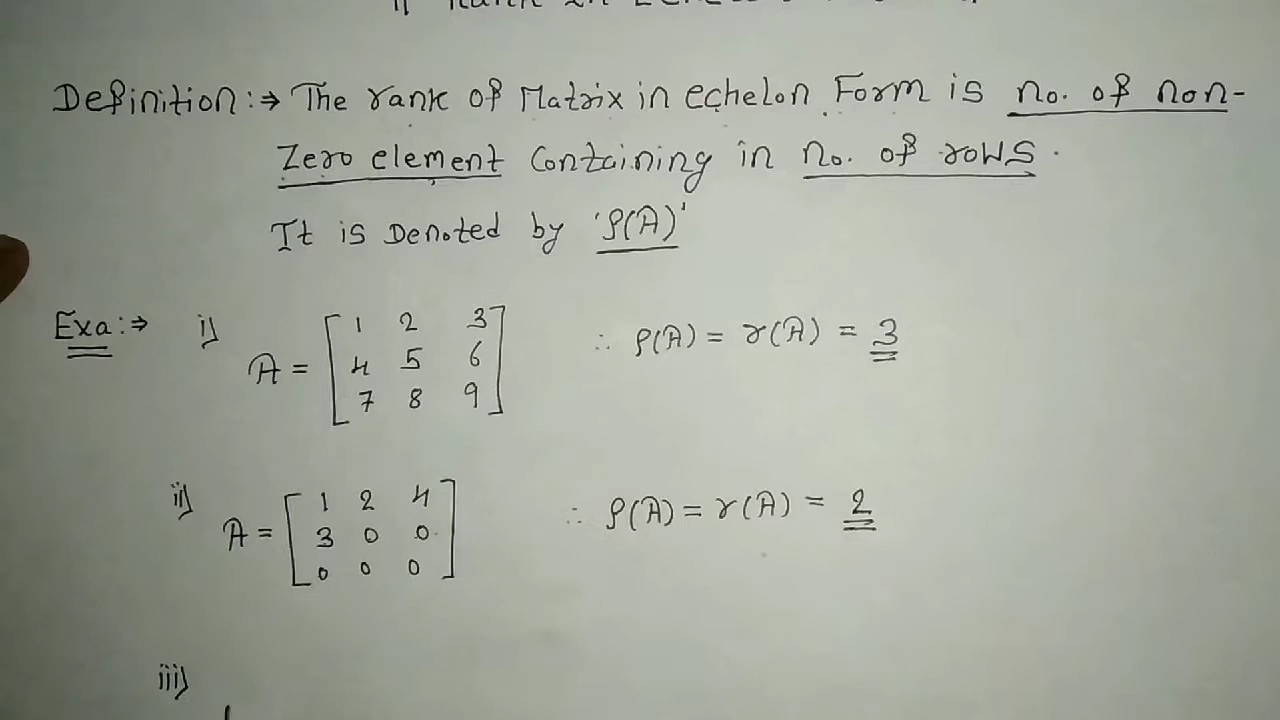 Definition:⇒ The rank of Matrix in echelon Form is no. of non-
Zero element Containing in no. of rows.
It is Denoted by 'ρ(A)'
Exa:⇒ i)
A = [1 2 3
4 5 6
7 8 9]
∴ ρ(A) = r(A) = 3
ii)
A = [1 2 4
3 0 0
0 0 0]
∴ ρ(A) = r(A) = 2
iii)